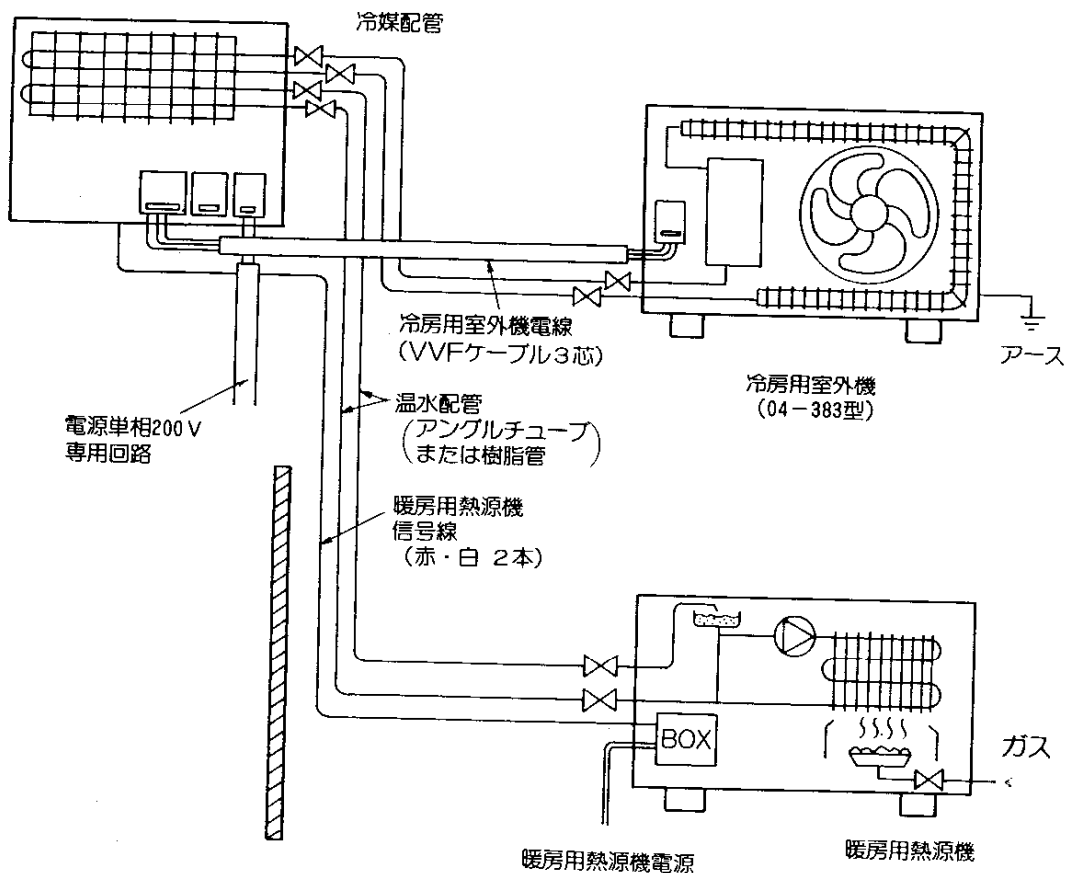 冷媒配管
冷房用室外機電線
(VVFケーブル3芯)
アース
冷房用室外機
(04-383型)
電源単相200V
専用回路
温水配管
(アングルチューブ
または樹脂管)
暖房用熱源機
信号線
(赤・白 2本)
BOX
ガス
暖房用熱源機電源
暖房用熱源機